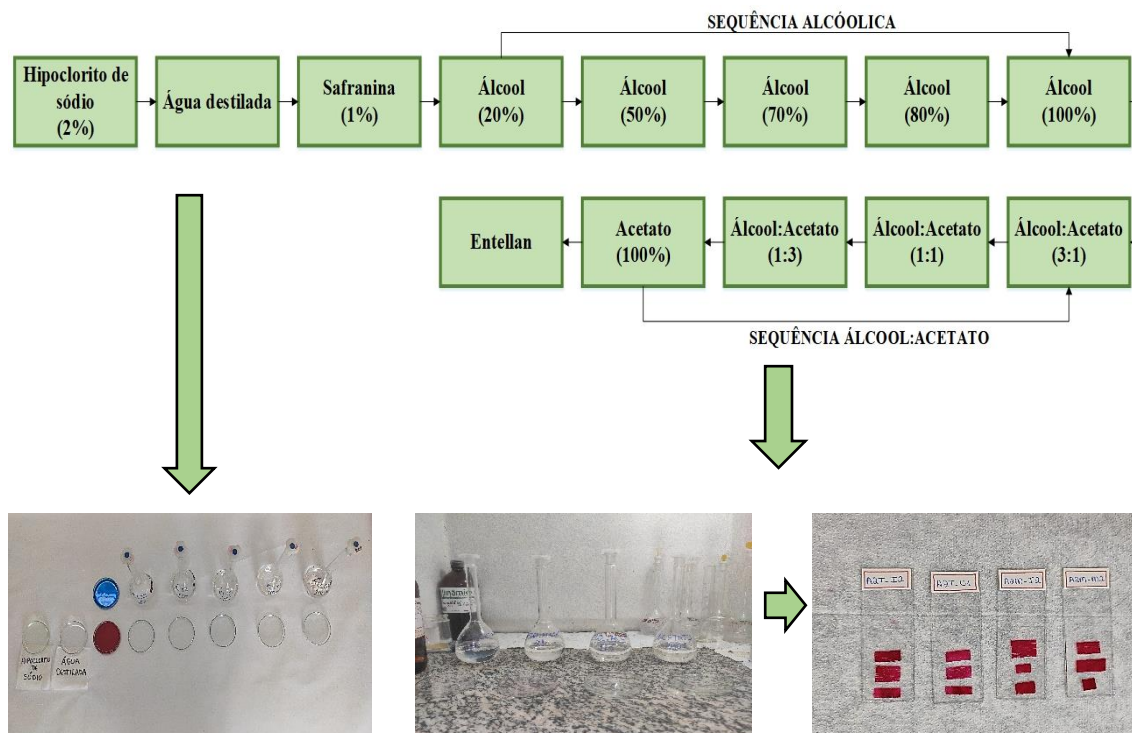 SEQUÊNCIA ALCÓOLICA
Hipoclorito de
sódio
(2%)
Água destilada
Safranina
(1%)
Álcool
(20%)
Álcool
(50%)
Álcool
(70%)
Álcool
(80%)
Álcool
(100%)
Entellan
Acetato
(100%)
Álcool:Acetato
(1:3)
Álcool:Acetato
(1:1)
Álcool:Acetato
(3:1)
SEQUÊNCIA ÁLCOOL:ACETATO
HIPOCLORITO
DE
SÓDIO
ÁGUA
DESTILADA